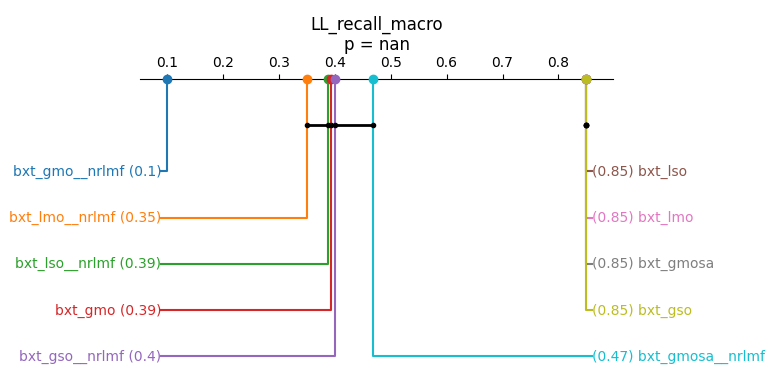 LL_recall_macro
p = nan
0.1 0.2 0.3 0.4 0.5 0.6 0.7 0.8
bxt_gmo__nrlmf (0.1) (0.85) bxt_lso
bxt_lmo__nrlmf (0.35) (0.85) bxt_lmo
bxt_lso__nrlmf (0.39) (0.85) bxt_gmosa
bxt_gmo (0.39) (0.85) bxt_gso
bxt_gso__nrlmf (0.4) (0.47) bxt_gmosa__nrlmf